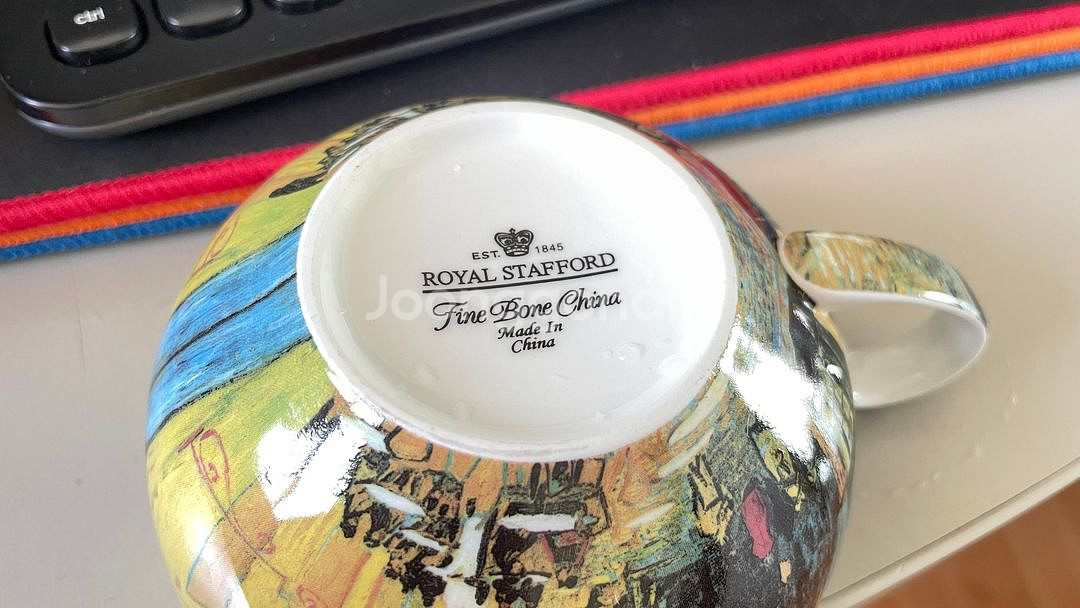 Ctrl
EST. 1845
ROYAL STAFFORD
Fine Bone China
Made In
China